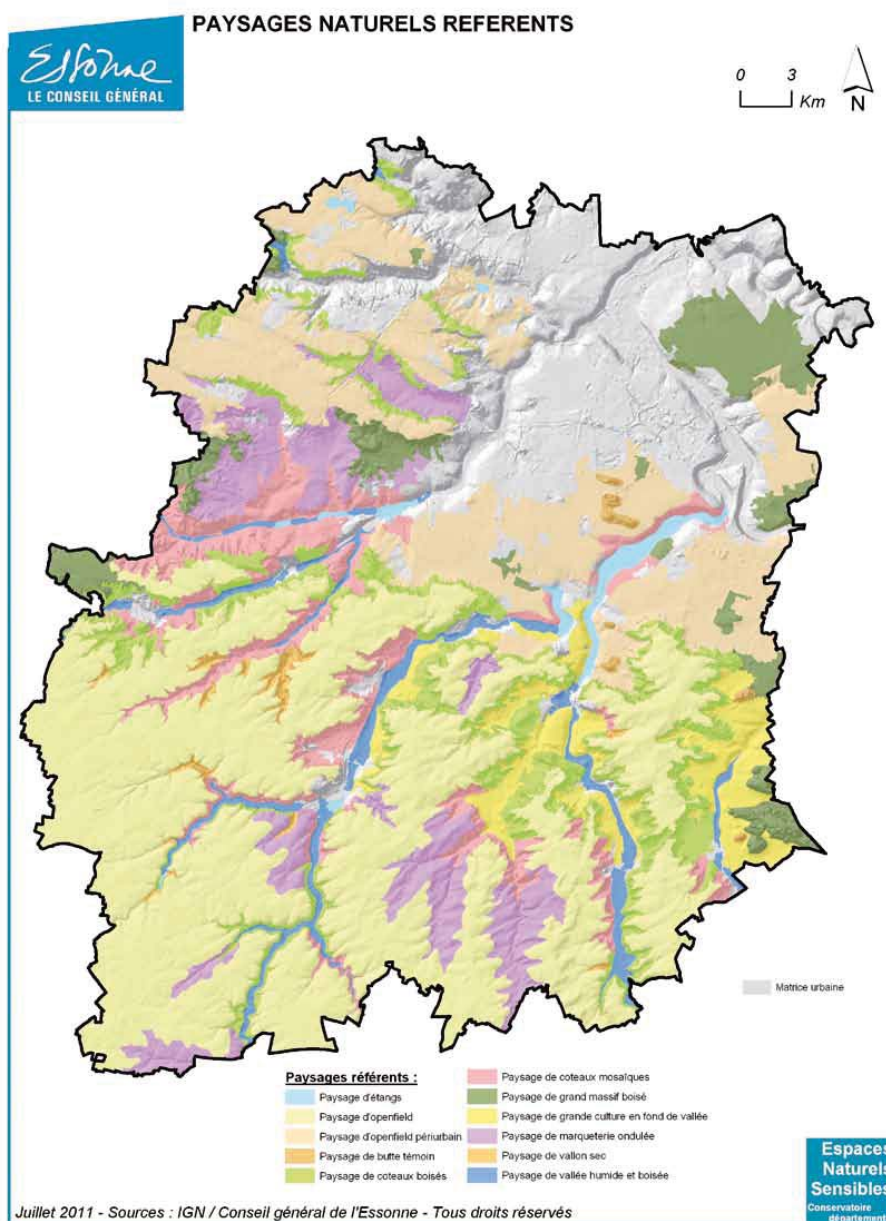 PAYSAGES NATURELS REFERENTS
Essonne
LE CONSEIL GÉNÉRAL
0 3
Km
N
Matrice urbaine
Paysages référents :
Paysage d'étangs
Paysage d'openfield
Paysage d'openfield périurbain
Paysage de butte témoin
Paysage de coteaux boisés
Paysage de coteaux mosaïques
Paysage de grand massif boisé
Paysage de grande culture en fond de vallée
Paysage de marqueterie ondulée
Paysage de vallon sec
Paysage de vallée humide et boisée
Espaces
Naturels
Sensibles
Conservatoire
département
Juillet 2011 - Sources : IGN / Conseil général de l'Essonne - Tous droits réservés